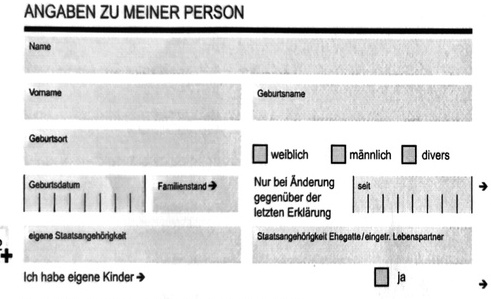 ANGABEN ZU MEINER PERSON
Name
Vorname
Geburtsname
Geburtsort
weiblich männlich divers
Geburtsdatum
Familienstand →
Nur bei Änderung
gegenüber der
letzten Erklärung
seit
→
eigene Staatsangehörigkeit
Staatsangehörigkeit Ehegatte/eingetr. Lebenspartner
Ich habe eigene Kinder →
ja
→